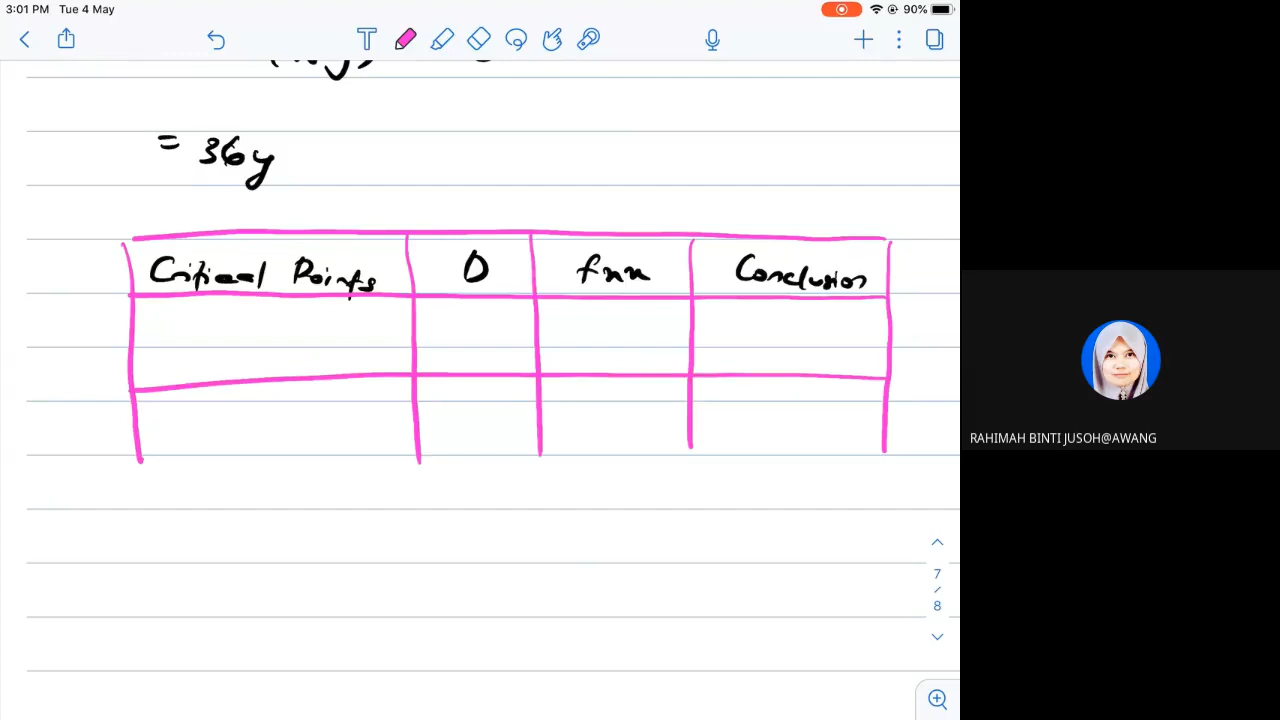 3:01 PM Tue 4 May 90%
= 36y
Critical Points D fxx Conclusion
7
/
8
RAHIMAH BINTI JUSOH@AWANG